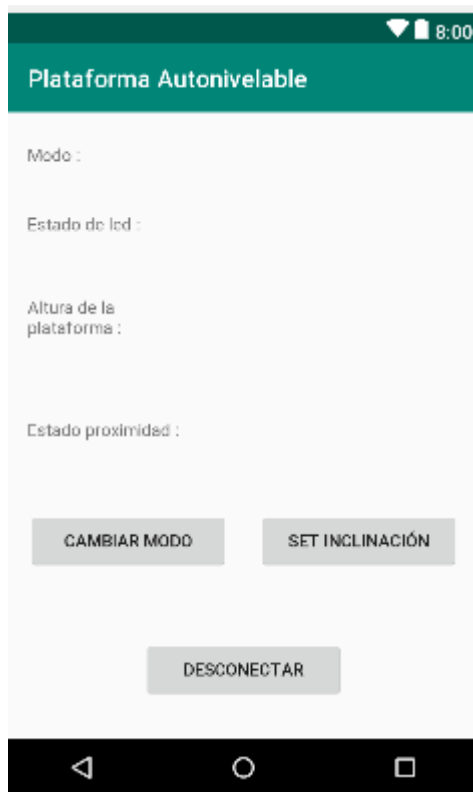 8:00
Plataforma Autonivelable
Modo :
Estado de led :
Altura de la
plataforma :
Estado proximidad :
CAMBIAR MODO
SET INCLINACIÓN
DESCONECTAR